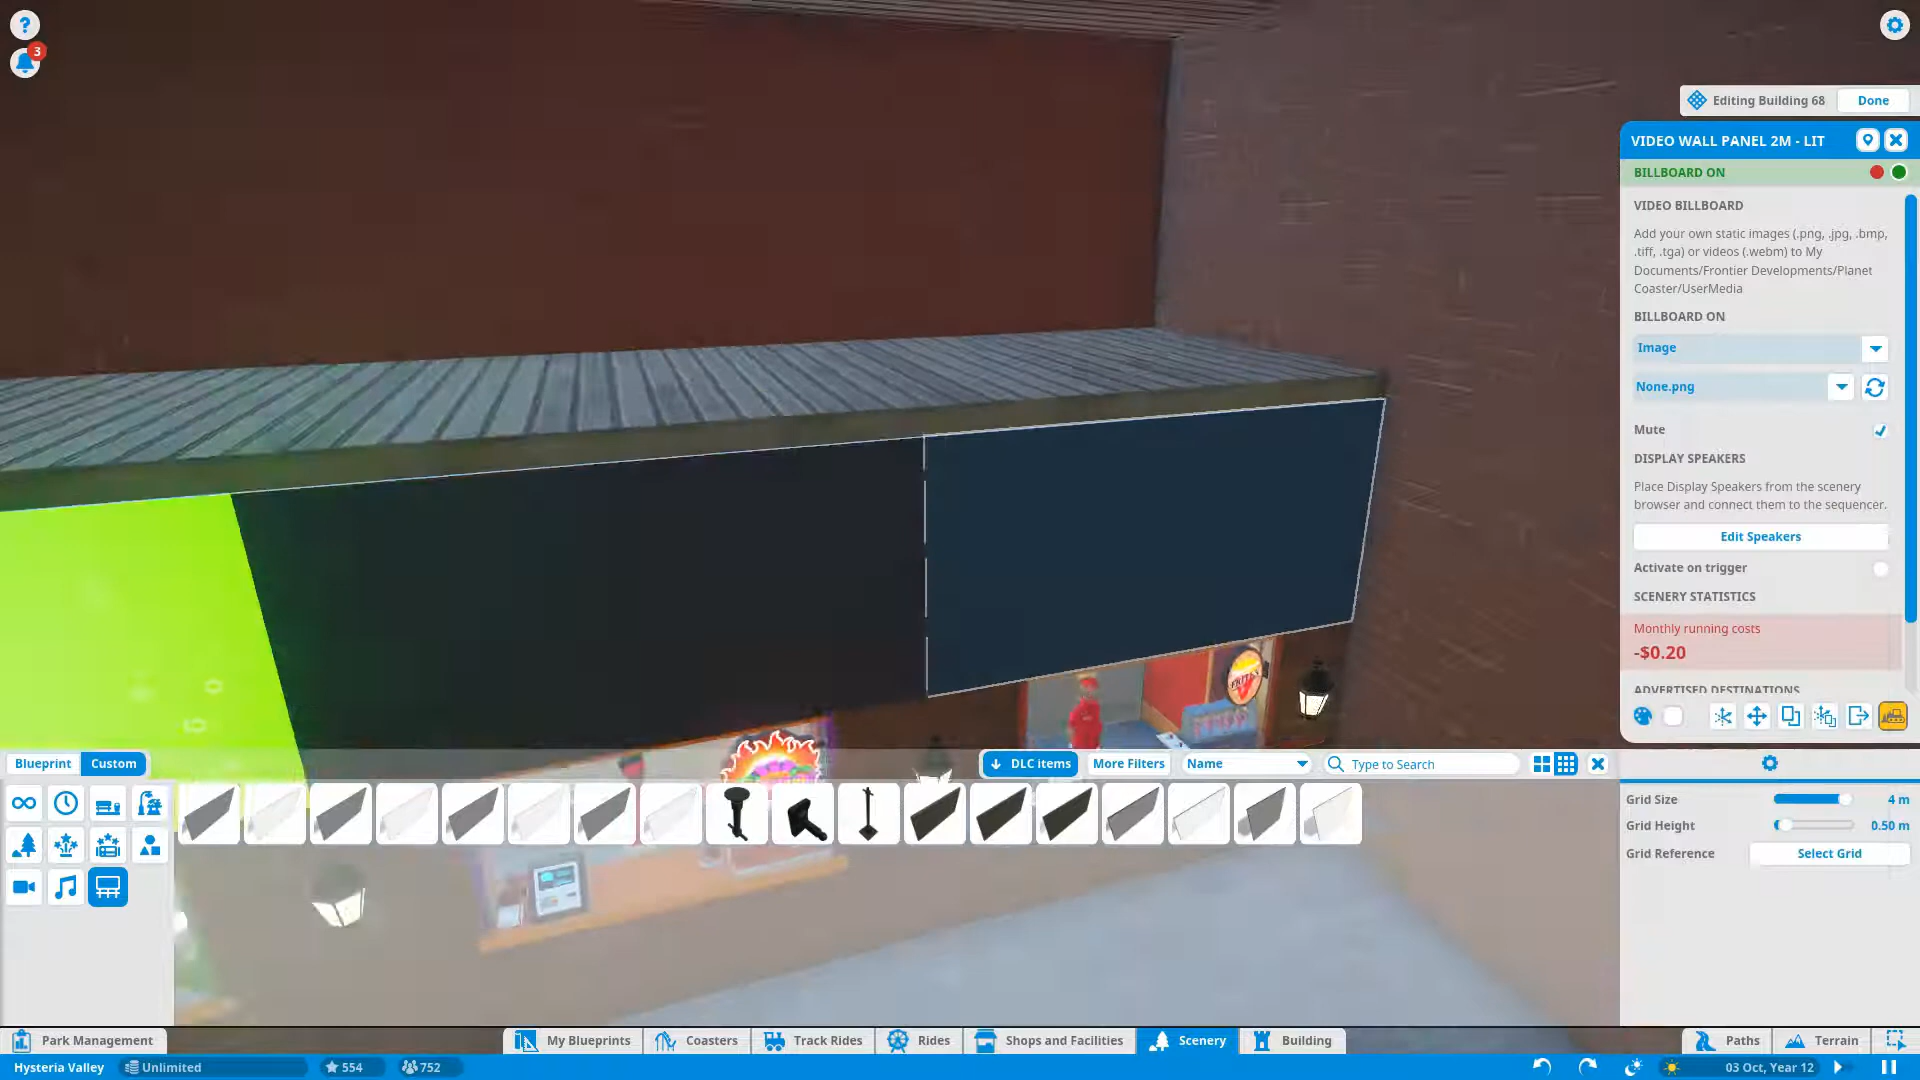 ?
3
Editing Building 68
Done
VIDEO WALL PANEL 2M - LIT
BILLBOARD ON
VIDEO BILLBOARD
Add your own static images (.png, .jpg, .bmp,
.tiff, .tga) or videos (.webm) to My
Documents/Frontier Developments/Planet
Coaster/UserMedia
BILLBOARD ON
Image
None.png
Mute
DISPLAY SPEAKERS
Place Display Speakers from the scenery
browser and connect them to the sequencer.
Edit Speakers
Activate on trigger
SCENERY STATISTICS
Monthly running costs
-$0.20
ADVERTISED DESTINATIONS
Blueprint
Custom
DLC items
More Filters
Name
Type to Search
Grid Size
4 m
Grid Height
0.50 m
Grid Reference
Select Grid
Park Management
My Blueprints
Coasters
Track Rides
Rides
Shops and Facilities
Scenery
Building
Paths
Terrain
Hysteria Valley
Unlimited
554
752
03 Oct, Year 12